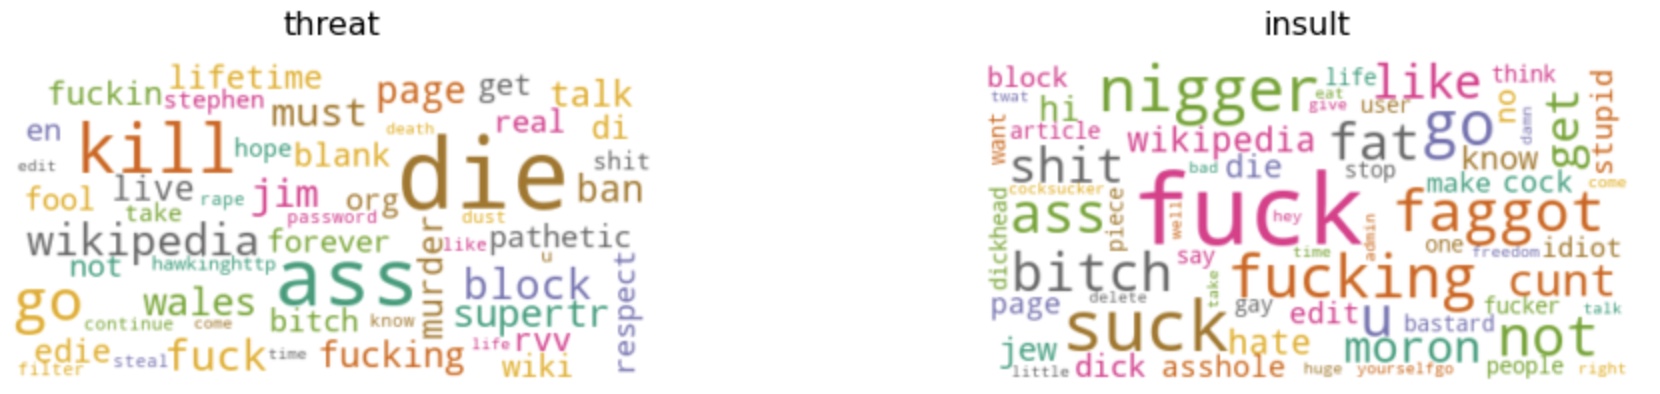 threat
lifetime
fuckin stephen must page get talk
en kill death real di
edit hope blank die shit
fool live rape jim org ban
take password dust
wikipedia forever murder like pathetic
not hawkinghttp ass u
go wales block respect
continue come bitch know supertr
edie steal fuck time fucking life rvv
filter wiki
insult
block nigger life like think stupid
twat hi eat give user no damn get
want article wikipedia fat go
shit bad die stop know
cocksucker fuck make cock come
dickhead ass piece well hey admin faggot
bitch say time one freedom idiot
page delete take fucking cunt
suck gay edit u fucker talk
jew hate bastard not
little dick asshole moron
huge yourselfgo people right